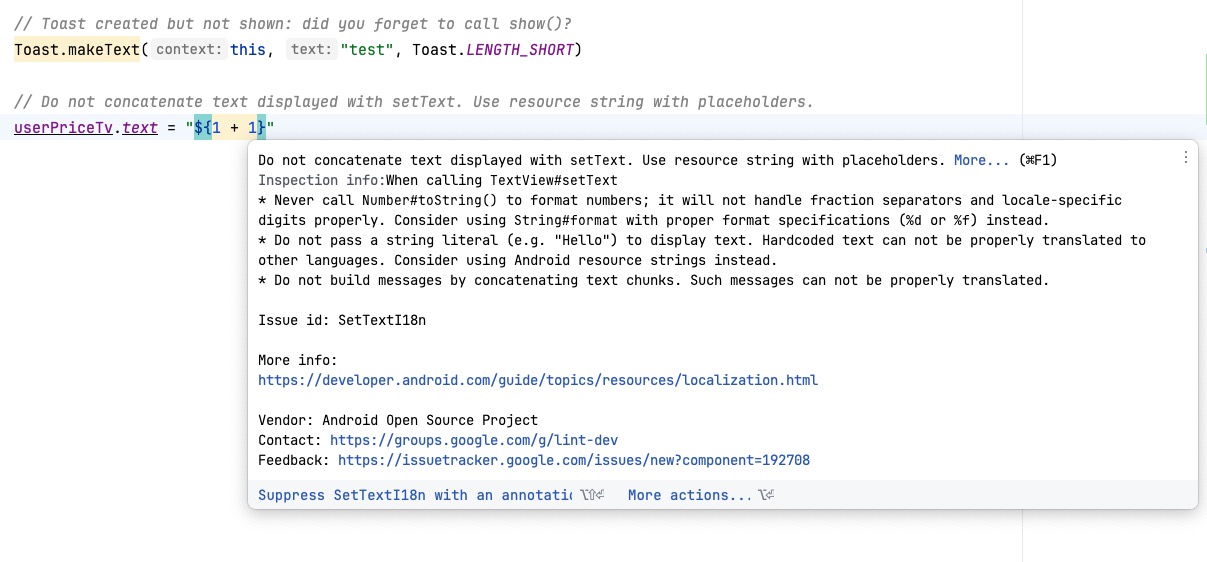 // Toast created but not shown: did you forget to call show()?
Toast.makeText( context: this, text: "test", Toast.LENGTH_SHORT)
// Do not concatenate text displayed with setText. Use resource string with placeholders.
userPriceTv.text = "${1 + 1}"
Do not concatenate text displayed with setText. Use resource string with placeholders. More... (⌘F1)
Inspection info:When calling TextView#setText
* Never call Number#toString() to format numbers; it will not handle fraction separators and locale-specific
digits properly. Consider using String#format with proper format specifications (%d or %f) instead.
* Do not pass a string literal (e.g. "Hello") to display text. Hardcoded text can not be properly translated to
other languages. Consider using Android resource strings instead.
* Do not build messages by concatenating text chunks. Such messages can not be properly translated.
Issue id: SetTextI18n
More info:
https://developer.android.com/guide/topics/resources/localization.html
Vendor: Android Open Source Project
Contact: https://groups.google.com/g/lint-dev
Feedback: https://issuetracker.google.com/issues/new?component=192708
Suppress SetTextI18n with an annotatic ⌥⇧⏎ More actions... ⌥⏎